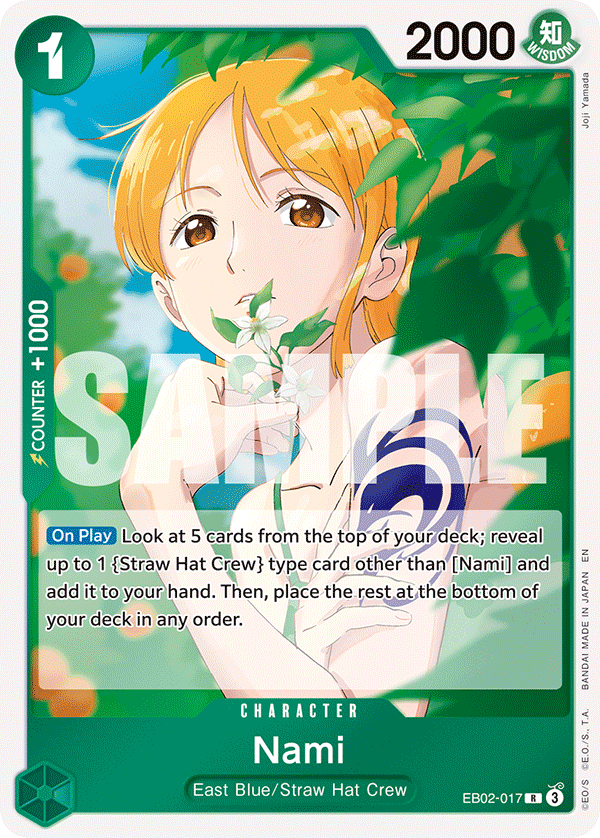 1
2000
知
WISDOM
Joji Yamada
COUNTER +1000
SAMPLE
On Play Look at 5 cards from the top of your deck; reveal
up to 1 {Straw Hat Crew} type card other than [Nami] and
add it to your hand. Then, place the rest at the bottom of
your deck in any order.
CHARACTER
Nami
East Blue/Straw Hat Crew
EB02-017 R 3
©EO/S ©E.O./S., T.A. BANDAI MADE IN JAPAN EN